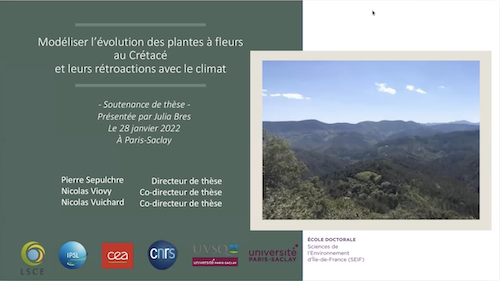 Modéliser l'évolution des plantes à fleurs
au Crétacé
et leurs rétroactions avec le climat
- Soutenance de thèse -
Présentée par Julia Bres
Le 28 janvier 2022
À Paris-Saclay
Pierre Sepulchre Directeur de thèse
Nicolas Viovy Co-directeur de thèse
Nicolas Vuichard Co-directeur de thèse
LSCE
IPSL
cea
cnrs
UVSQ
université PARIS-SACLAY
université
PARIS-SACLAY
ÉCOLE DOCTORALE
Sciences de
l'Environnement
d'Île-de-France (SEIF)